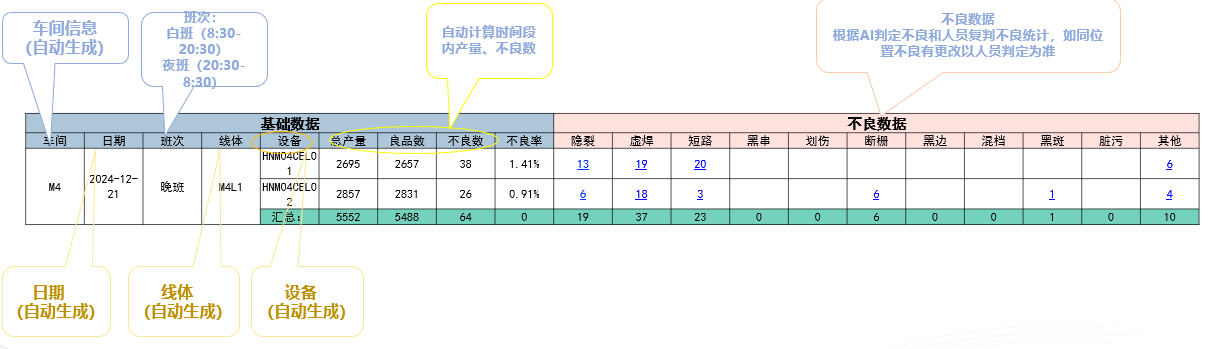 车间信息
(自动生成)
班次:
白班 (8:30-
20:30)
夜班 (20:30-
8:30)
自动计算时间段
内产量、不良数
不良数据
根据AI判定不良和人员复判不良统计，如同位
置不良有更改以人员判定为准
基础数据 不良数据
车间 日期 班次 线体 设备 总产量 良品数 不良数 不良率 隐裂 虚焊 短路 黑串 划伤 断栅 黑边 混档 黑斑 脏污 其他
HNM04CEL0
1 2695 2657 38 1.41% 13 19 20 6
M4 2024-12-
21 晚班 M4L1
HNM04CEL0
2 2857 2831 26 0.91% 6 18 3 6 1 4
汇总: 5552 5488 64 0 19 37 23 0 0 6 0 0 1 0 10
日期
(自动生成)
线体
(自动生成)
设备
(自动生成)